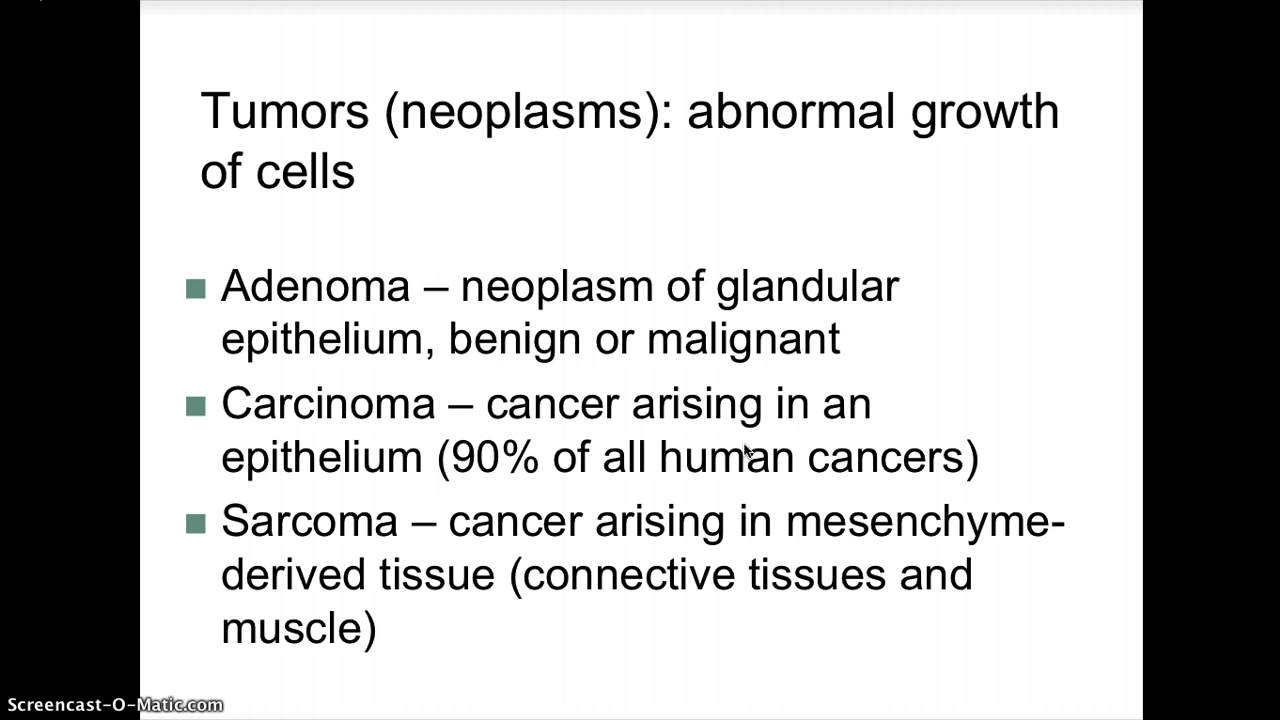 Tumors (neoplasms): abnormal growth
of cells
Adenoma – neoplasm of glandular
epithelium, benign or malignant
Carcinoma – cancer arising in an
epithelium (90% of all human cancers)
Sarcoma – cancer arising in mesenchyme-
derived tissue (connective tissues and
muscle)
Screencast-O-Matic.com